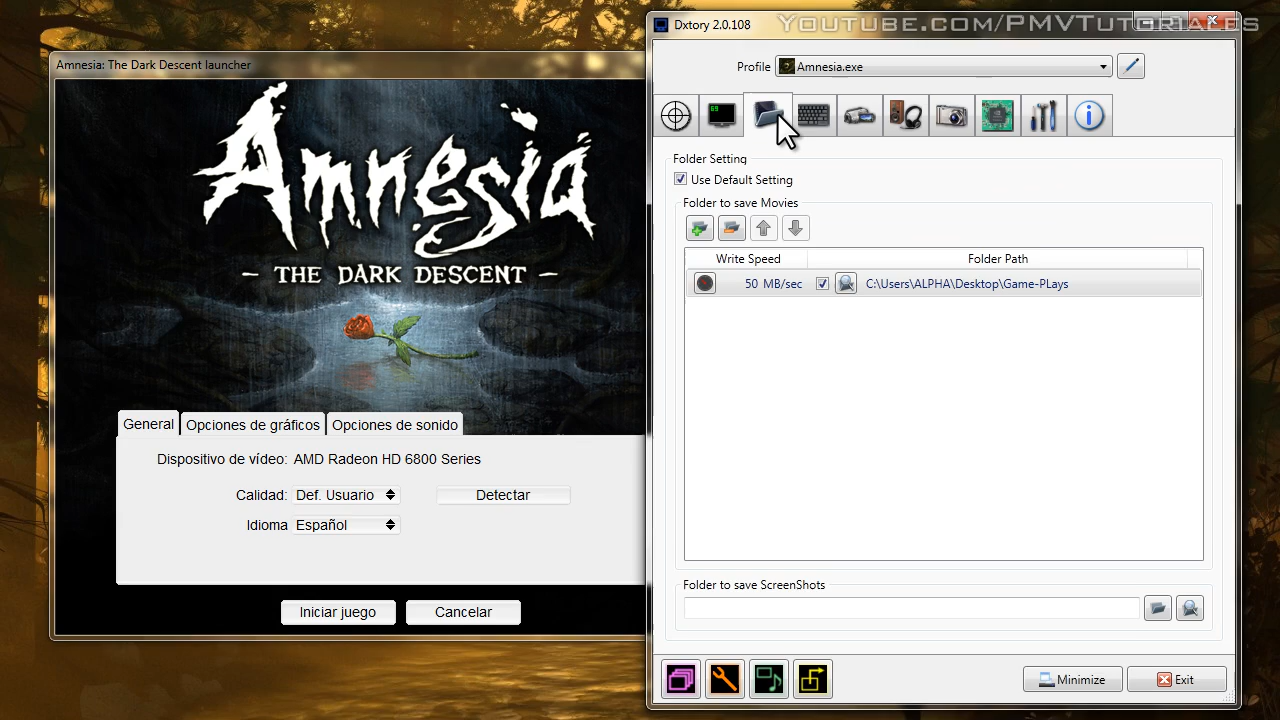 Youtube.com/PMVTutoriales
Dxtory 2.0.108
Amnesia: The Dark Descent launcher
Profile
Amnesia.exe
69
Amnesia
– THE DARK DESCENT –
Folder Setting
Use Default Setting
Folder to save Movies
Write Speed
Folder Path
50 MB/sec
C:\Users\ALPHA\Desktop\Game-PLays
General
Opciones de gráficos
Opciones de sonido
Dispositivo de vídeo: AMD Radeon HD 6800 Series
Calidad: Def. Usuario
Detectar
Idioma Español
Folder to save ScreenShots
Iniciar juego
Cancelar
Minimize
Exit